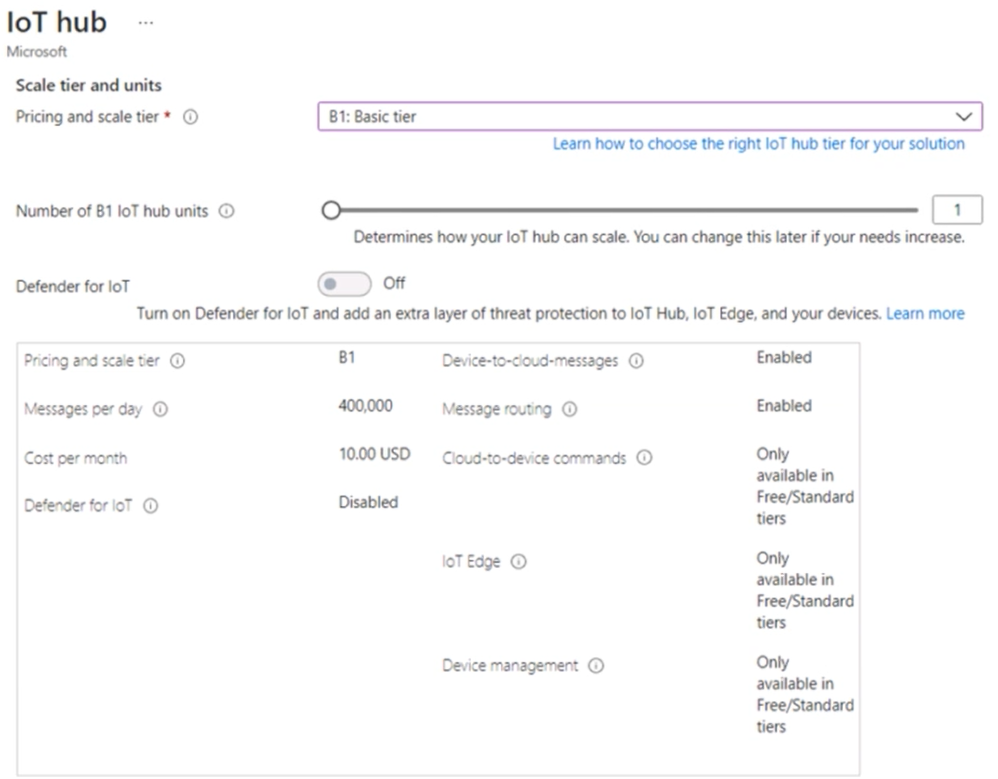 IoT hub ...
Microsoft
Scale tier and units
Pricing and scale tier *
B1: Basic tier
Learn how to choose the right IoT hub tier for your solution
Number of B1 IoT hub units
1
Determines how your IoT hub can scale. You can change this later if your needs increase.
Defender for IoT
Off
Turn on Defender for IoT and add an extra layer of threat protection to IoT Hub, IoT Edge, and your devices. Learn more
Pricing and scale tier
B1
Messages per day
400,000
Cost per month
10.00 USD
Defender for IoT
Disabled
Device-to-cloud-messages
Enabled
Message routing
Enabled
Cloud-to-device commands
Only
available in
Free/Standard
tiers
IoT Edge
Only
available in
Free/Standard
tiers
Device management
Only
available in
Free/Standard
tiers